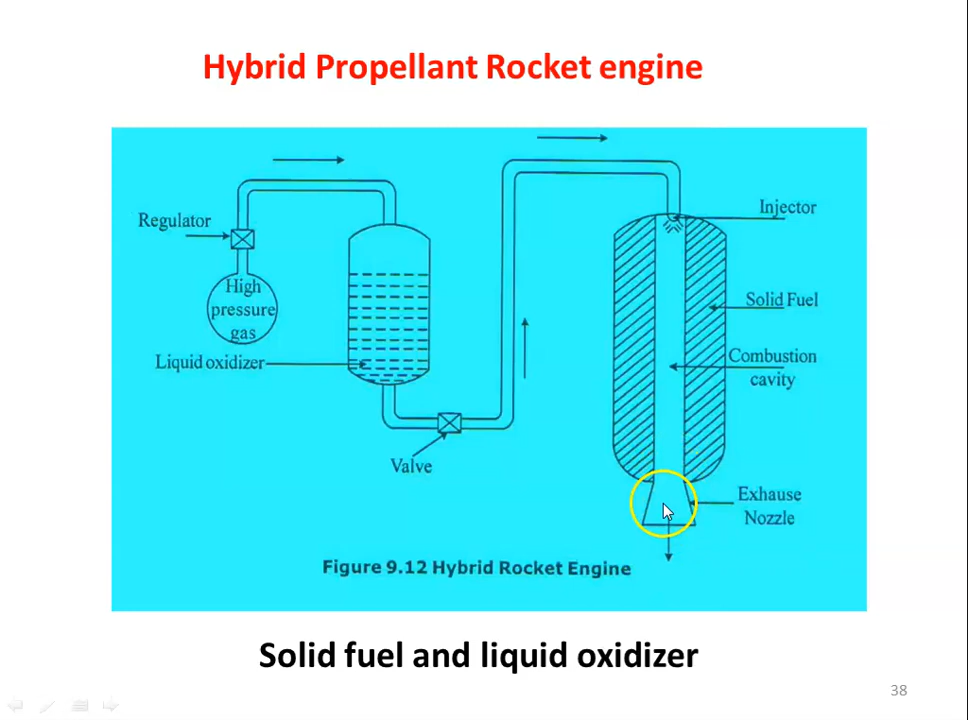 Hybrid Propellant Rocket engine
Regulator
High
pressure
gas
Liquid oxidizer
Valve
Injector
Solid Fuel
Combustion
cavity
Exhause
Nozzle
Figure 9.12 Hybrid Rocket Engine
Solid fuel and liquid oxidizer
38